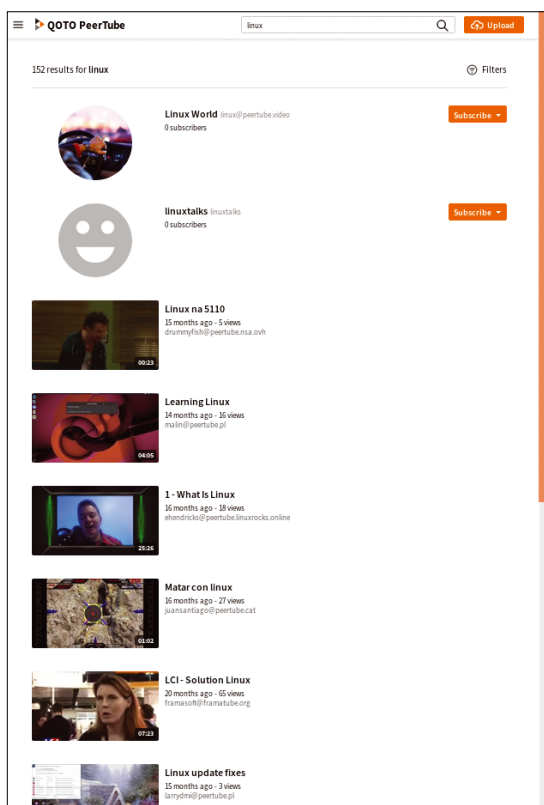 QOTO PeerTube
linux
Upload
152 results for linux
Filters
Linux World linux@peertube.video
0 subscribers
Subscribe
linuxtalks linuxtalks
0 subscribers
Subscribe
Linux na 5110
15 months ago - 5 views
drummyfish@peertube.nsa.ovh
00:23
Learning Linux
14 months ago - 16 views
malin@peertube.pl
04:05
1 - What Is Linux
16 months ago - 18 views
ehendricks@peertube.linuxrocks.online
25:26
Matar con linux
16 months ago - 27 views
juansantiago@peertube.cat
01:02
LCI - Solution Linux
20 months ago - 65 views
framasoft@framatube.org
07:23
Linux update fixes
15 months ago - 3 views
larrydmi@peertube.pl